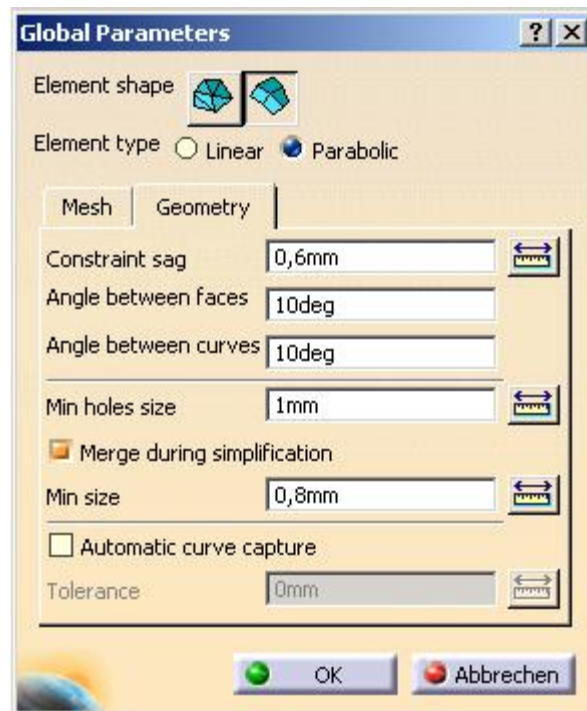 Global Parameters ?
Element shape
Element type Linear Parabolic
Mesh Geometry
Constraint sag 0,6mm
Angle between faces 10deg
Angle between curves 10deg
Min holes size 1mm
Merge during simplification
Min size 0,8mm
Automatic curve capture
Tolerance 0mm
OK Abbrechen